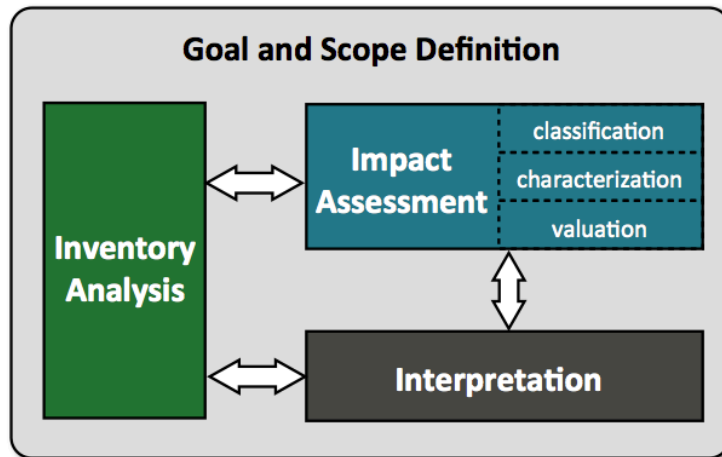 Goal and Scope Definition
Inventory
Analysis
Impact
Assessment
classification
characterization
valuation
Interpretation